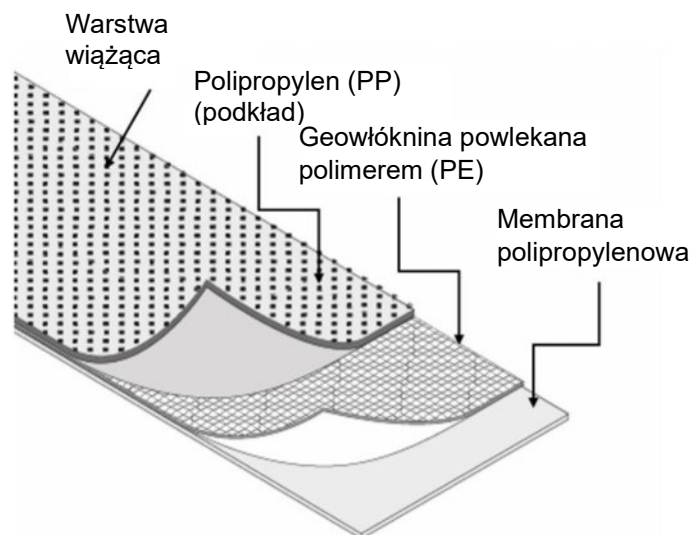 Warstwa
wiążąca
Polipropylen (PP)
(podkład)
Geowłóknina powlekana
polimerem (PE)
Membrana
polipropylenowa